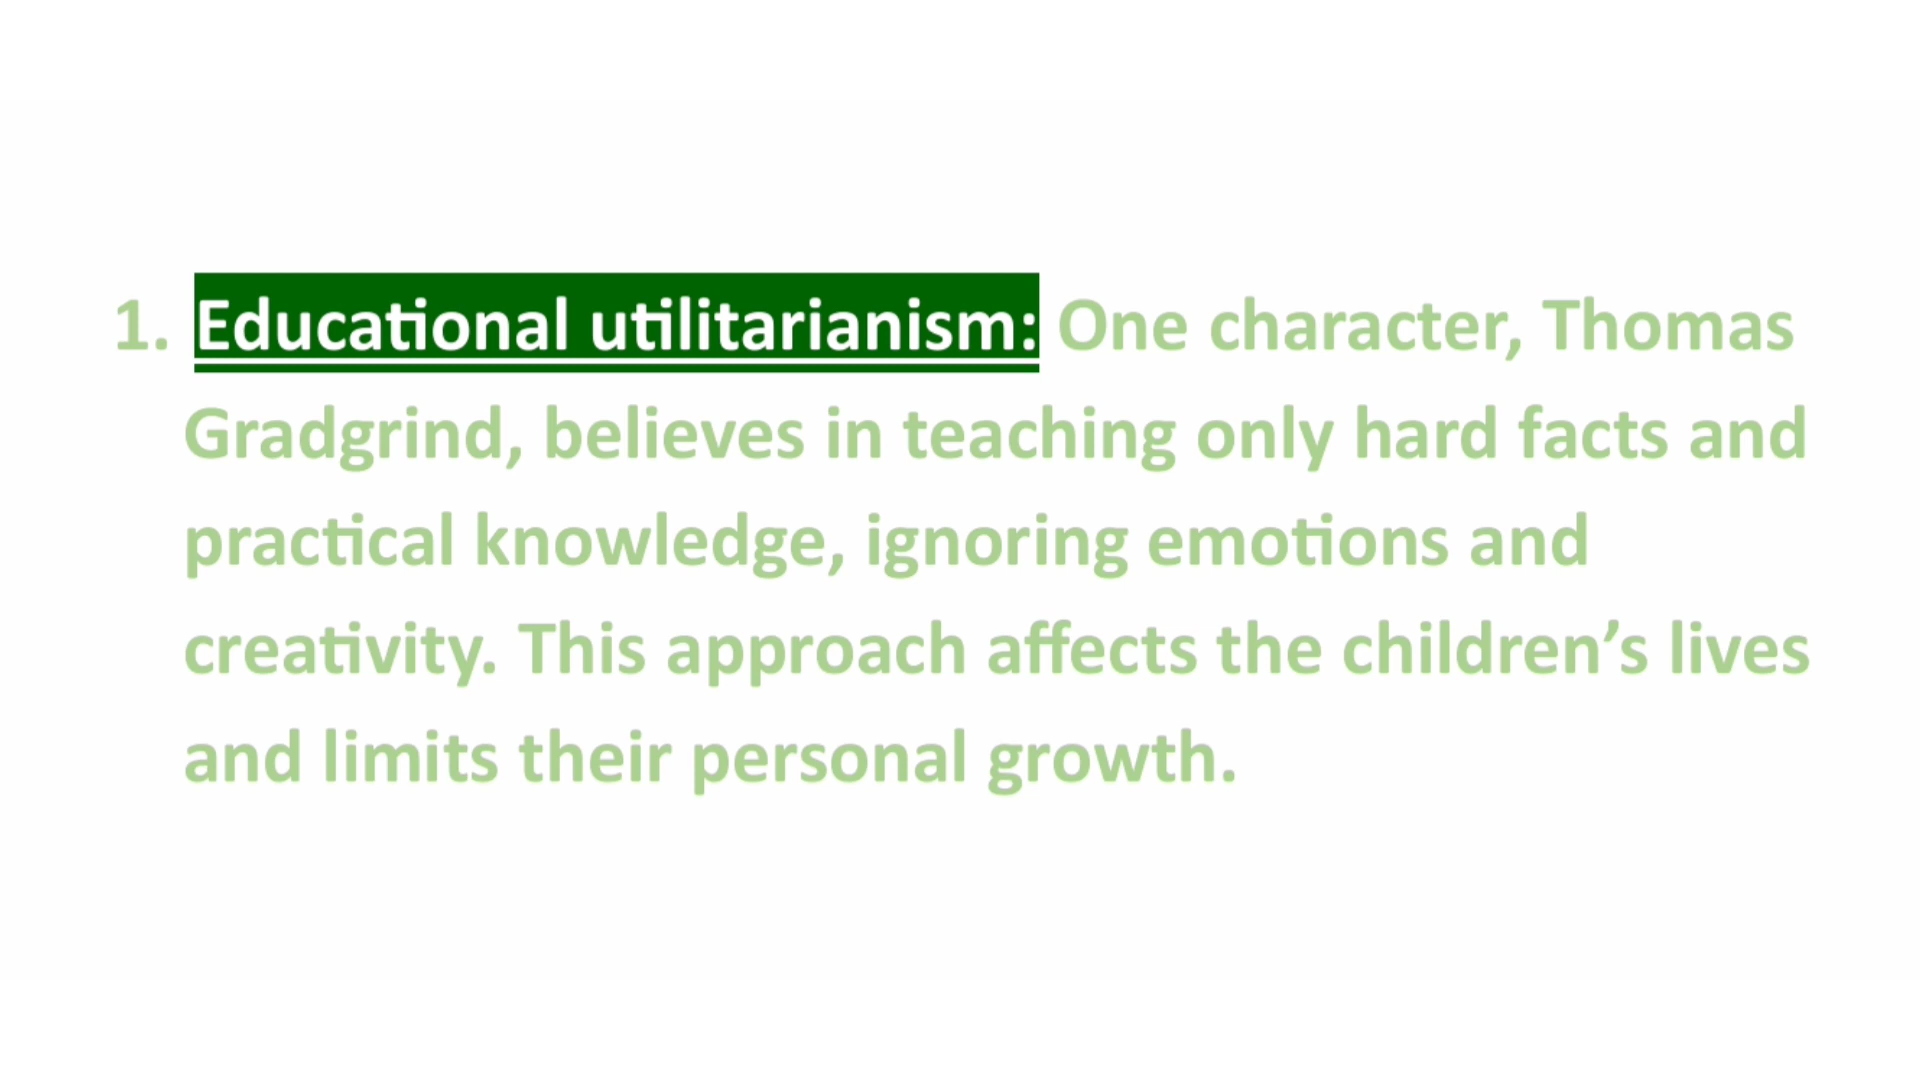 1. Educational utilitarianism: One character, Thomas
Gradgrind, believes in teaching only hard facts and
practical knowledge, ignoring emotions and
creativity. This approach affects the children’s lives
and limits their personal growth.